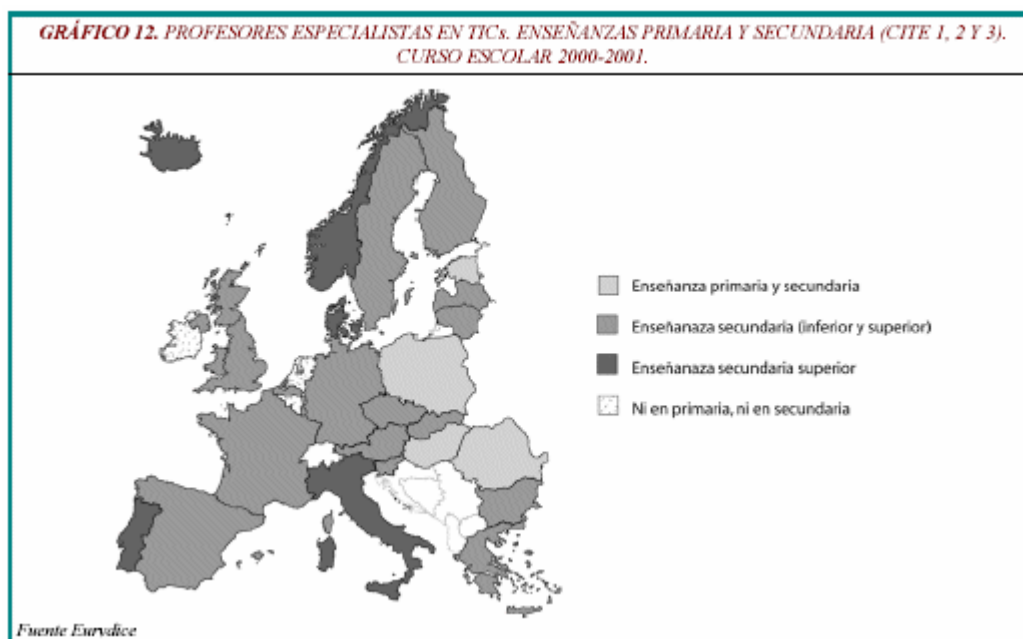 GRÁFICO 12. PROFESORES ESPECIALISTAS EN TICs. ENSEÑANZAS PRIMARIA Y SECUNDARIA (CITE 1, 2 Y 3).
CURSO ESCOLAR 2000-2001.
Enseñanza primaria y secundaria
Enseñanaza secundaria (inferior y superior)
Enseñanaza secundaria superior
Ni en primaria, ni en secundaria
Fuente Eurydice